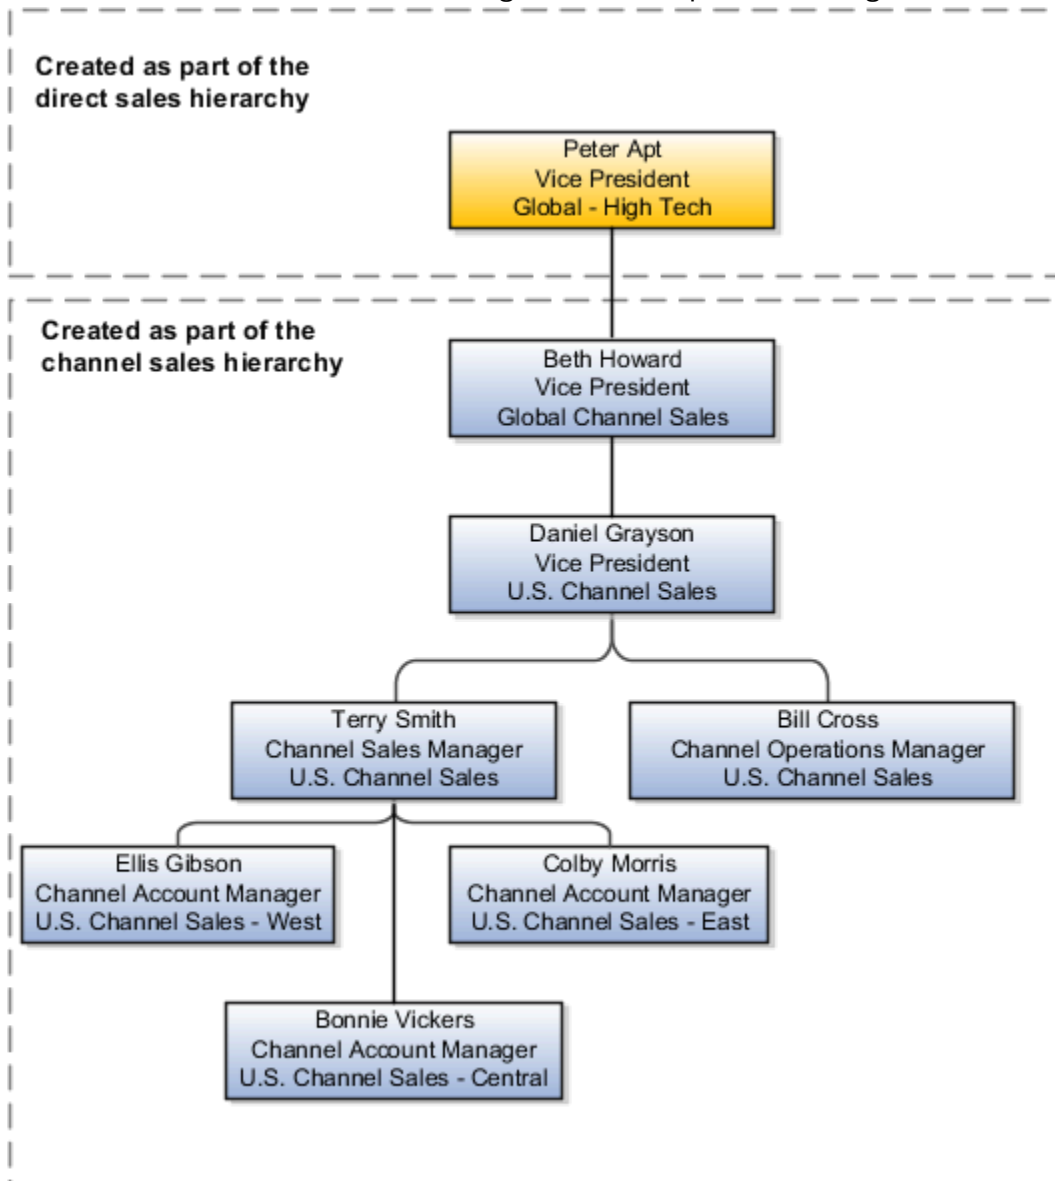 Created as part of the
direct sales hierarchy
Peter Apt
Vice President
Global - High Tech
Created as part of the
channel sales hierarchy
Beth Howard
Vice President
Global Channel Sales
Daniel Grayson
Vice President
U.S. Channel Sales
Terry Smith
Channel Sales Manager
U.S. Channel Sales
Bill Cross
Channel Operations Manager
U.S. Channel Sales
Ellis Gibson
Channel Account Manager
U.S. Channel Sales - West
Colby Morris
Channel Account Manager
U.S. Channel Sales - East
Bonnie Vickers
Channel Account Manager
U.S. Channel Sales - Central